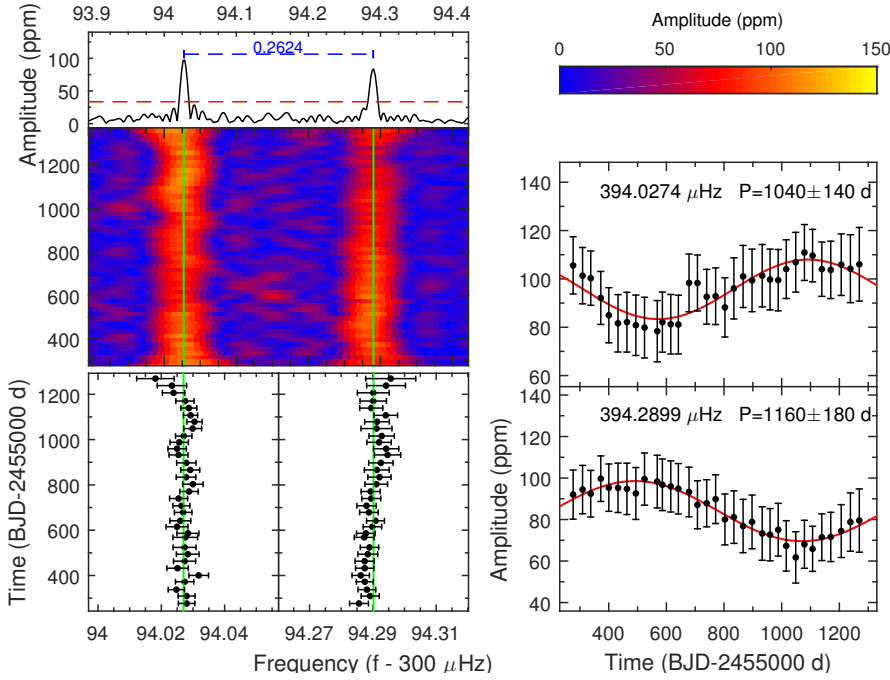 93.9 94 94.1 94.2 94.3 94.4
Amplitude (ppm)
0 50 100 150
Amplitude (ppm)
100
50
0
0.2624
1200
1000
800
600
400
Time (BJD-2455000 d)
1200
1000
800
600
400
94 94.02 94.04 94.27 94.29 94.31
Frequency (f - 300 μHz)
394.0274 μHz P=1040±140 d
140
120
100
80
60
394.2899 μHz P=1160±180 d
Amplitude (ppm)
140
120
100
80
60
40
200 400 600 800 1000 1200
Time (BJD-2455000 d)